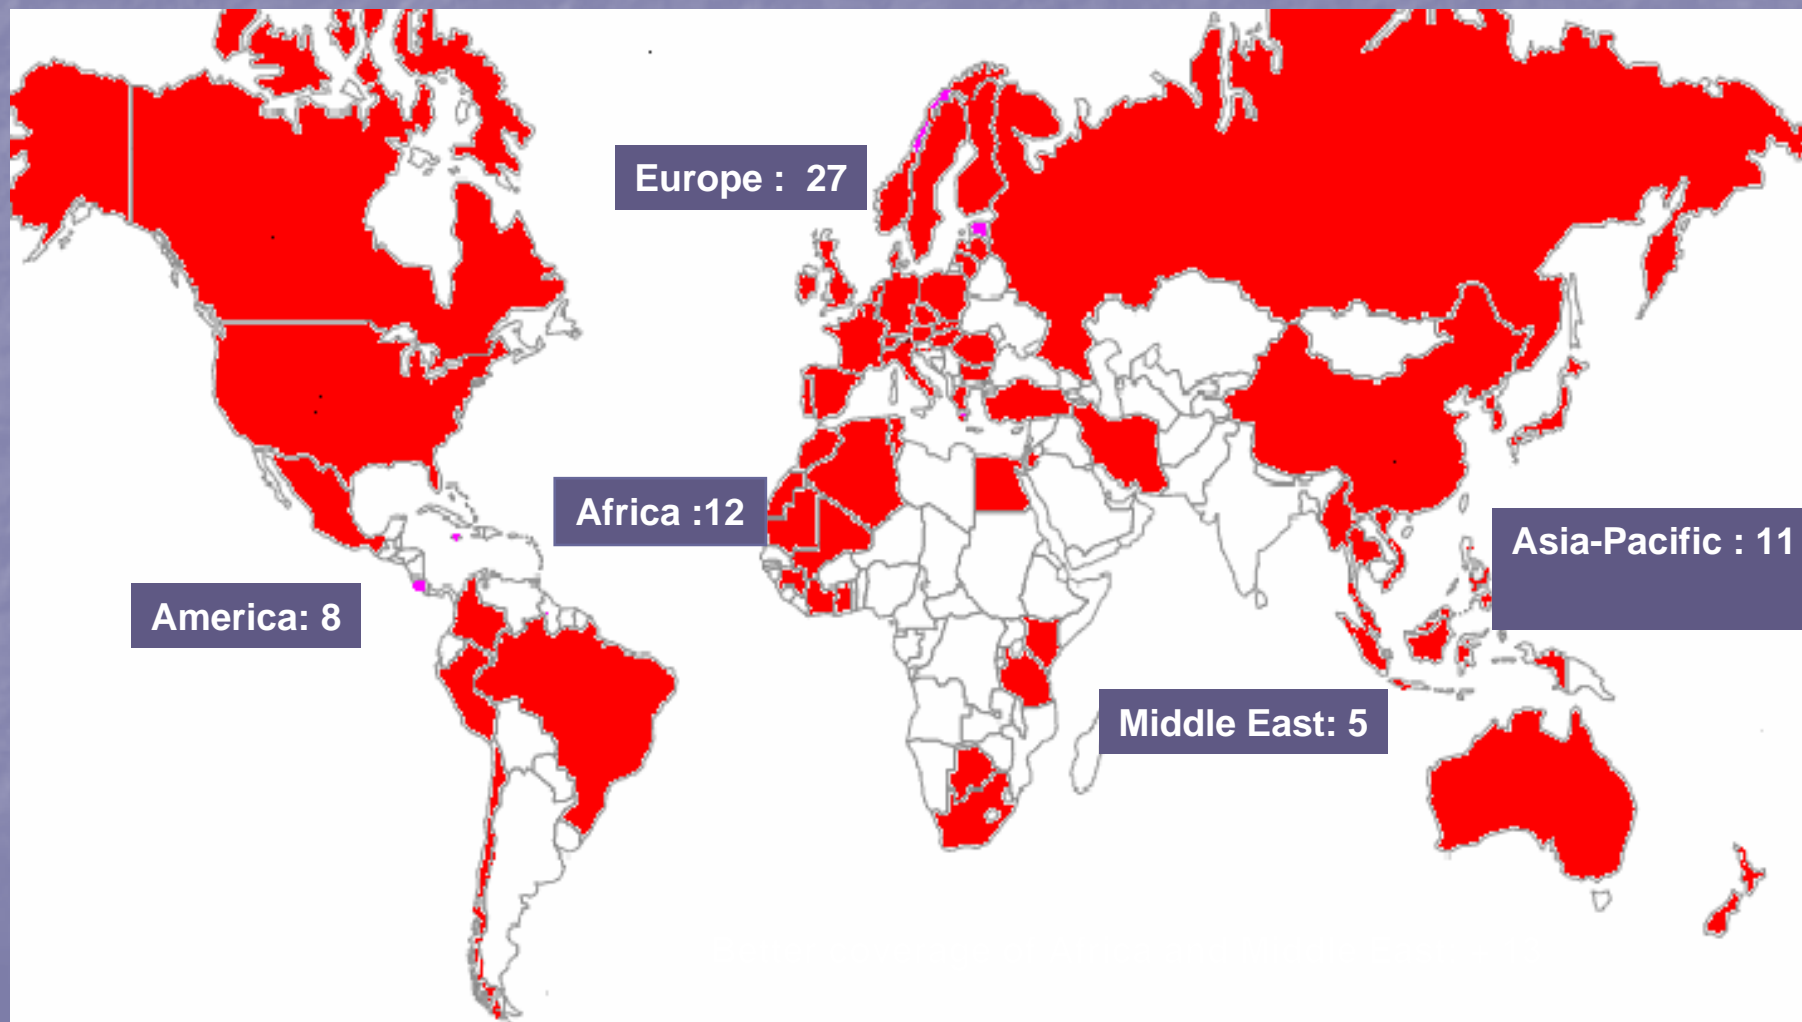 Europe :  27
Africa :12
Asia-Pacific : 11
America: 8
Middle East: 5